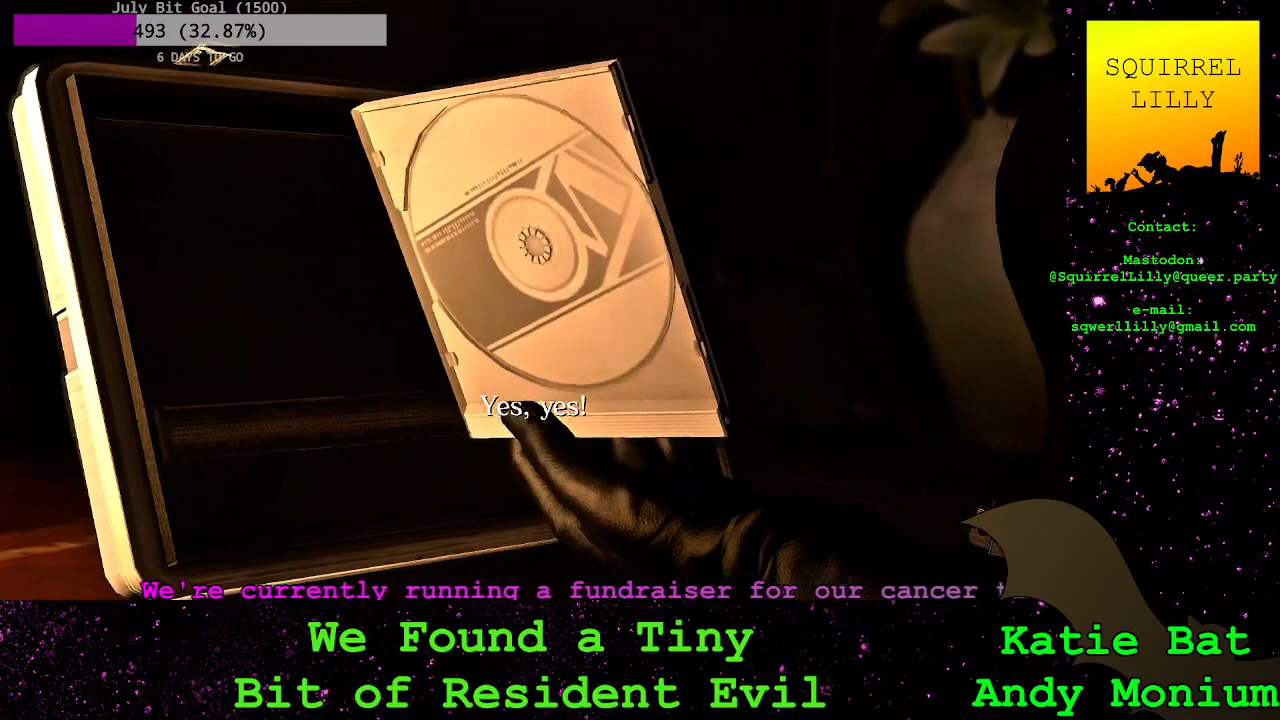 July Bit Goal (1500)
493 (32.87%)
6 DAYS TO GO
SQUIRREL
LILLY
Contact:
Mastodon:
@SquirrelLilly@queer.party
e-mail:
sqwerllilly@gmail.com
Yes, yes!
We're currently running a fundraiser for our cancer
We Found a Tiny
Bit of Resident Evil
Katie Bat
Andy Monium